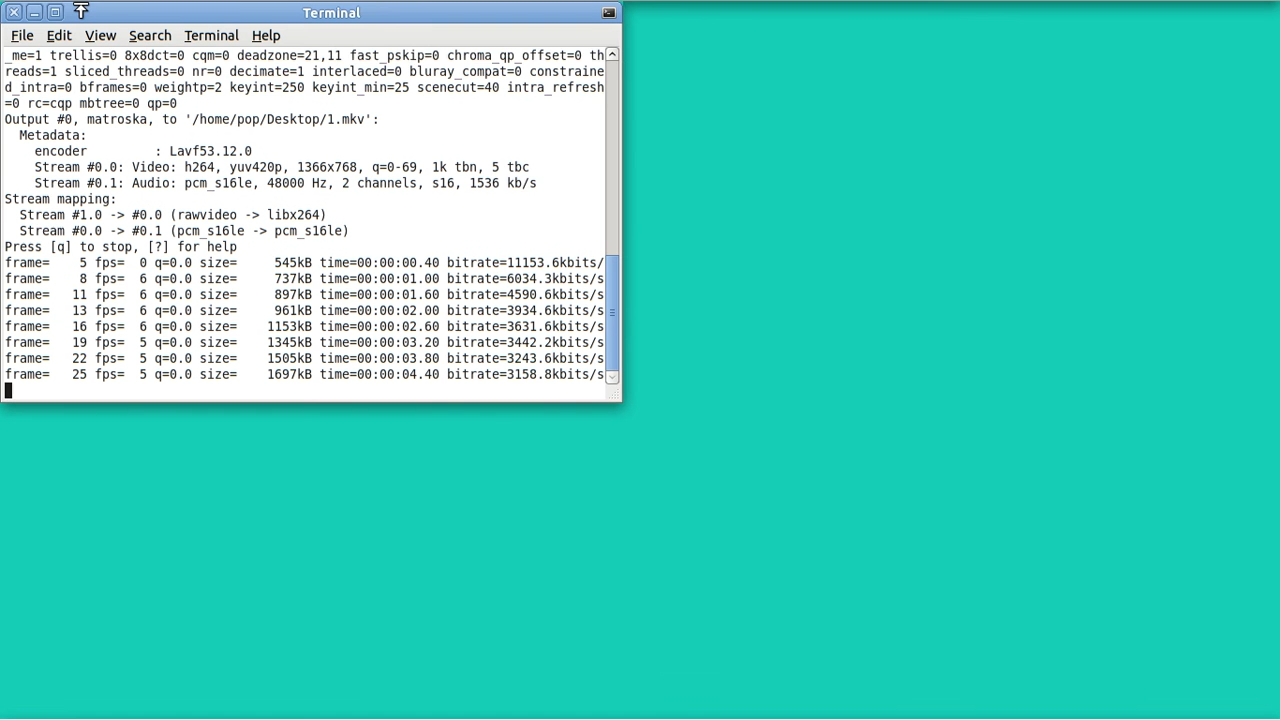 Terminal
File Edit View Search Terminal Help
_me=1 trellis=0 8x8dct=0 cqm=0 deadzone=21,11 fast_pskip=0 chroma_qp_offset=0 th
reads=1 sliced_threads=0 nr=0 decimate=1 interlaced=0 bluray_compat=0 constraine
d_intra=0 bframes=0 weightp=2 keyint=250 keyint_min=25 scenecut=40 intra_refresh
=0 rc=cqp mbtree=0 qp=0
Output #0, matroska, to '/home/pop/Desktop/1.mkv':
  Metadata:
    encoder         : Lavf53.12.0
    Stream #0.0: Video: h264, yuv420p, 1366x768, q=0-69, 1k tbn, 5 tbc
    Stream #0.1: Audio: pcm_s16le, 48000 Hz, 2 channels, s16, 1536 kb/s
Stream mapping:
  Stream #1.0 -> #0.0 (rawvideo -> libx264)
  Stream #0.0 -> #0.1 (pcm_s16le -> pcm_s16le)
Press [q] to stop, [?] for help
frame=    5 fps=  0 q=0.0 size=     545kB time=00:00:00.40 bitrate=11153.6kbits/
frame=    8 fps=  6 q=0.0 size=     737kB time=00:00:01.00 bitrate=6034.3kbits/s
frame=   11 fps=  6 q=0.0 size=     897kB time=00:00:01.60 bitrate=4590.6kbits/s
frame=   13 fps=  6 q=0.0 size=     961kB time=00:00:02.00 bitrate=3934.6kbits/s
frame=   16 fps=  6 q=0.0 size=    1153kB time=00:00:02.60 bitrate=3631.6kbits/s
frame=   19 fps=  5 q=0.0 size=    1345kB time=00:00:03.20 bitrate=3442.2kbits/s
frame=   22 fps=  5 q=0.0 size=    1505kB time=00:00:03.80 bitrate=3243.6kbits/s
frame=   25 fps=  5 q=0.0 size=    1697kB time=00:00:04.40 bitrate=3158.8kbits/s